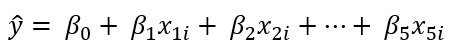 ŷ = β₀ + β₁x₁ᵢ + β₂x₂ᵢ + ⋯ + β₅x₅ᵢ